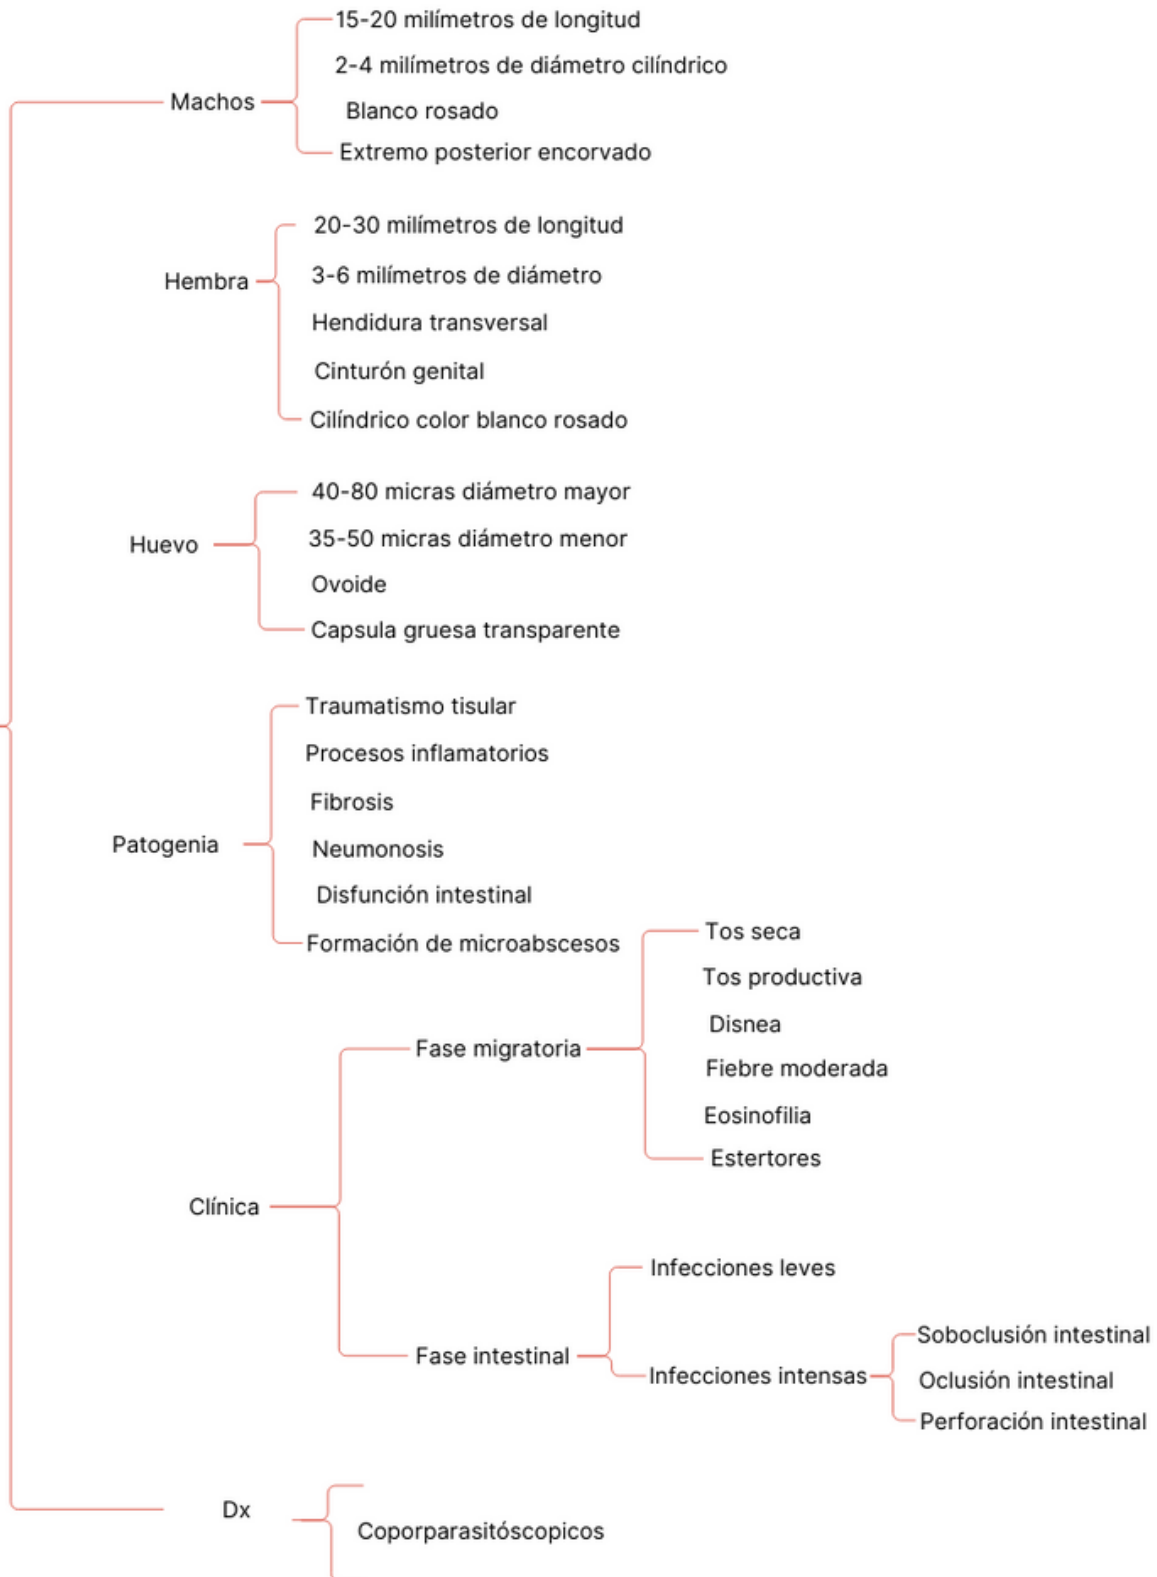 Machos
15-20 milímetros de longitud
2-4 milímetros de diámetro cilíndrico
Blanco rosado
Extremo posterior encorvado
Hembra
20-30 milímetros de longitud
3-6 milímetros de diámetro
Hendidura transversal
Cinturón genital
Cilíndrico color blanco rosado
Huevo
40-80 micras diámetro mayor
35-50 micras diámetro menor
Ovoide
Capsula gruesa transparente
Patogenia
Traumatismo tisular
Procesos inflamatorios
Fibrosis
Neumonosis
Disfunción intestinal
Formación de microabscesos
Clínica
Fase migratoria
Tos seca
Tos productiva
Disnea
Fiebre moderada
Eosinofilia
Estertores
Fase intestinal
Infecciones leves
Infecciones intensas
Soboclusión intestinal
Oclusión intestinal
Perforación intestinal
Dx
Coporparasitóscopicos